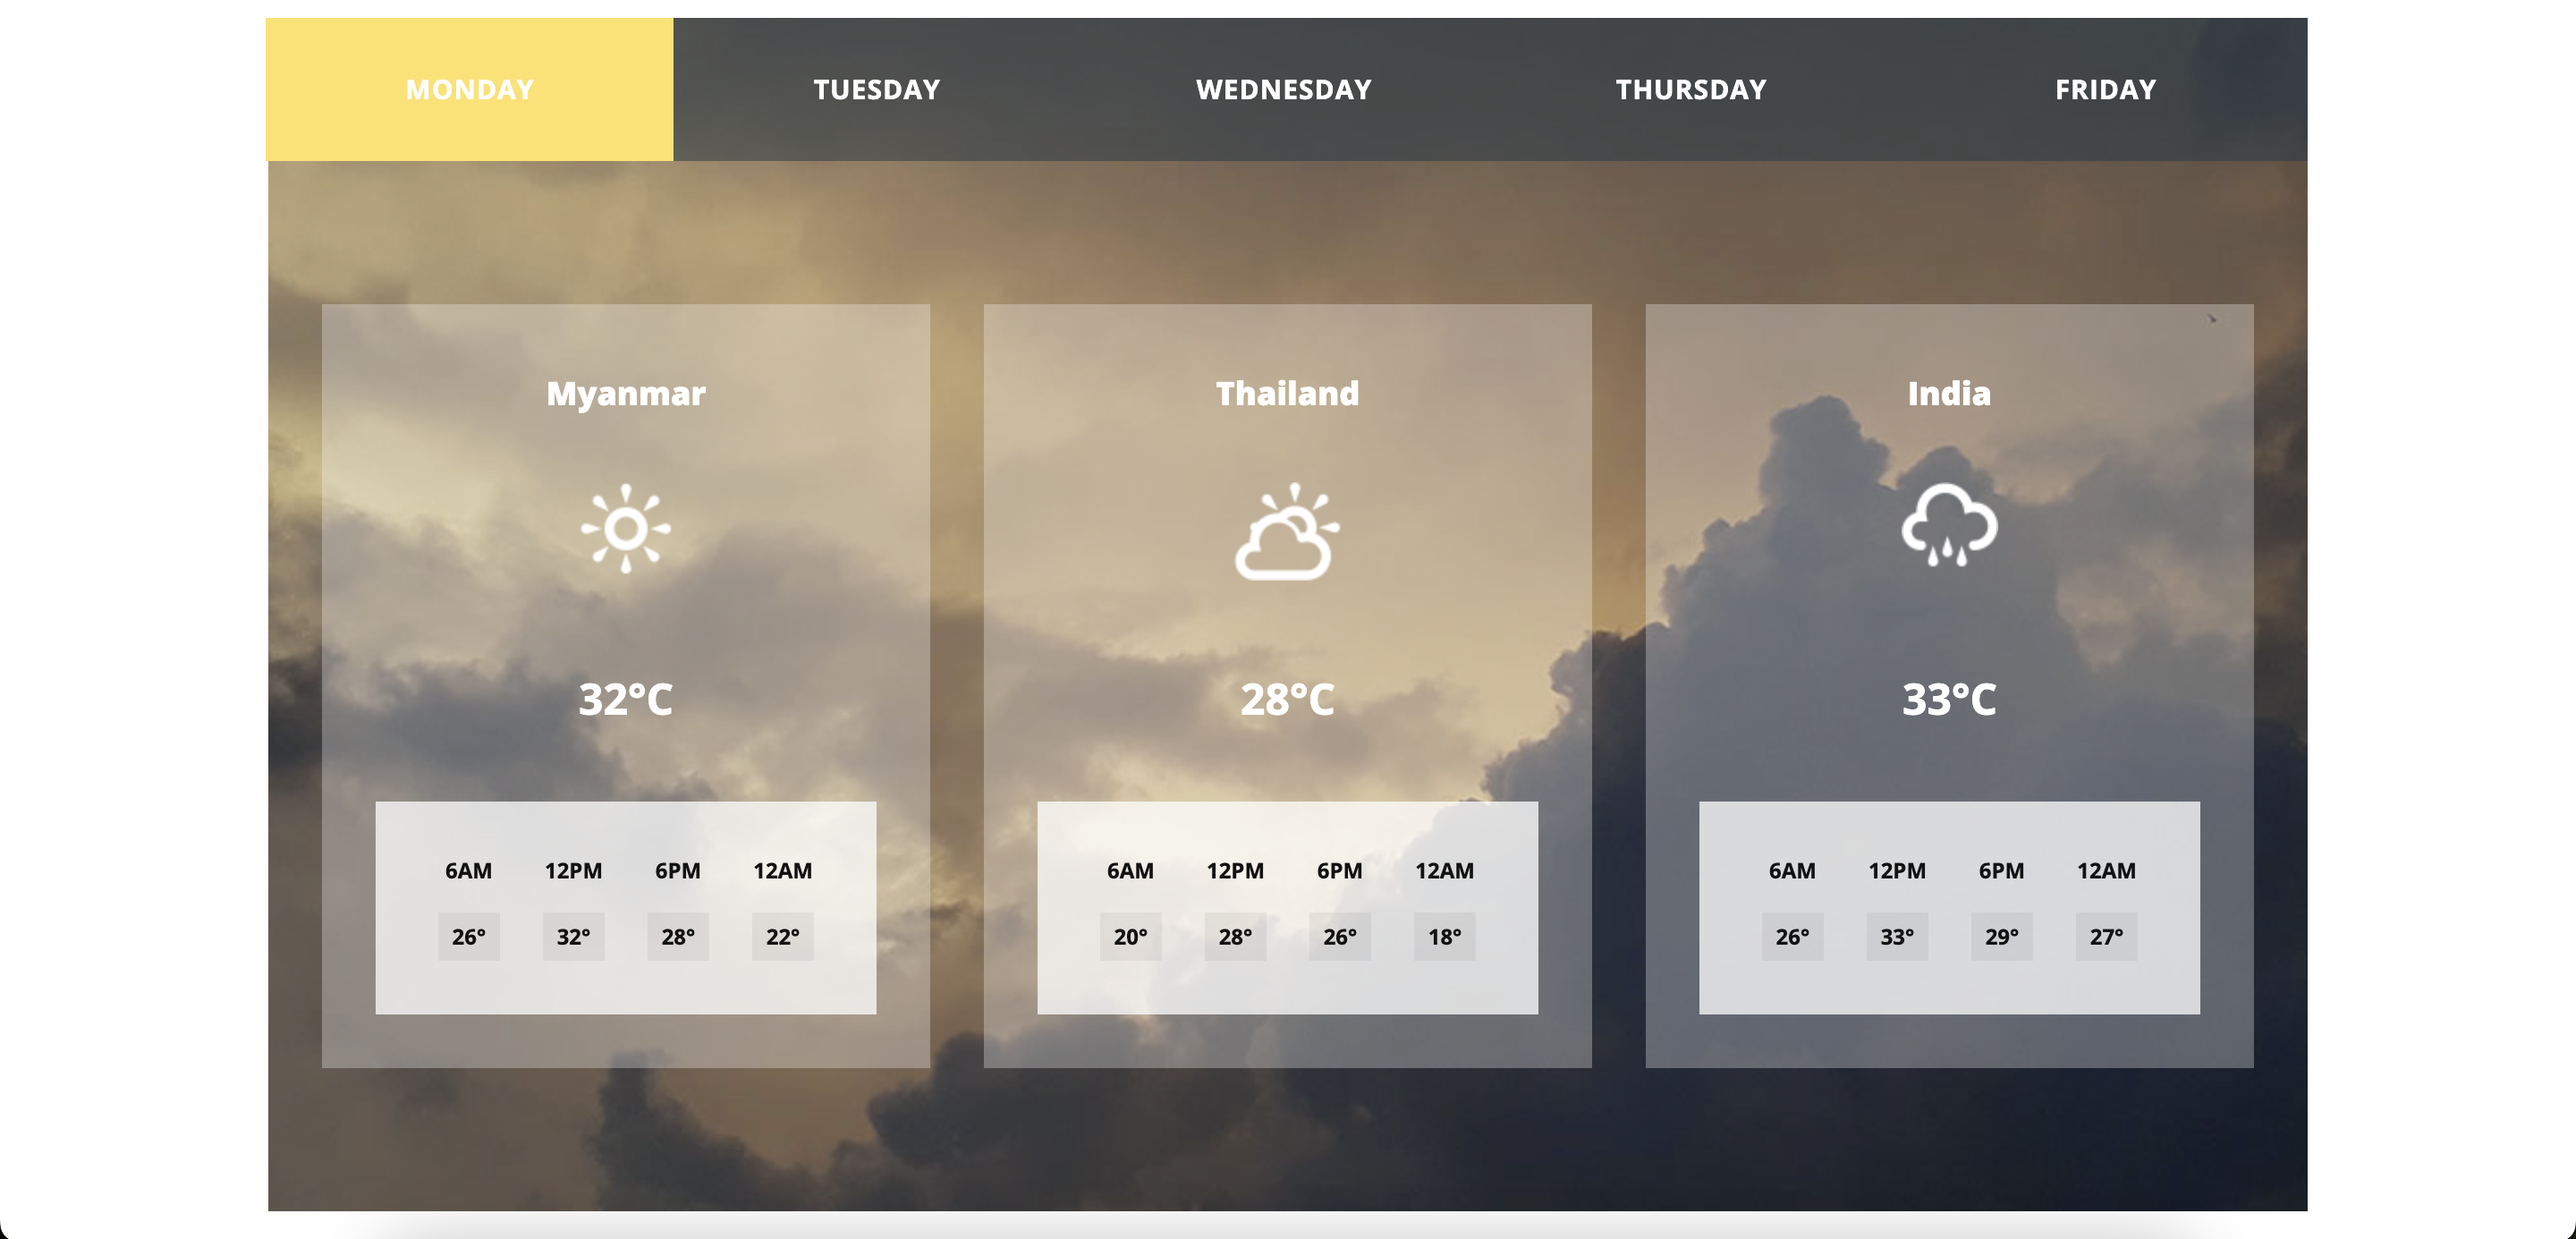 MONDAY TUESDAY WEDNESDAY THURSDAY FRIDAY
Myanmar
32°C
6AM 12PM 6PM 12AM
26° 32° 28° 22°
Thailand
28°C
6AM 12PM 6PM 12AM
20° 28° 26° 18°
India
33°C
6AM 12PM 6PM 12AM
26° 33° 29° 27°